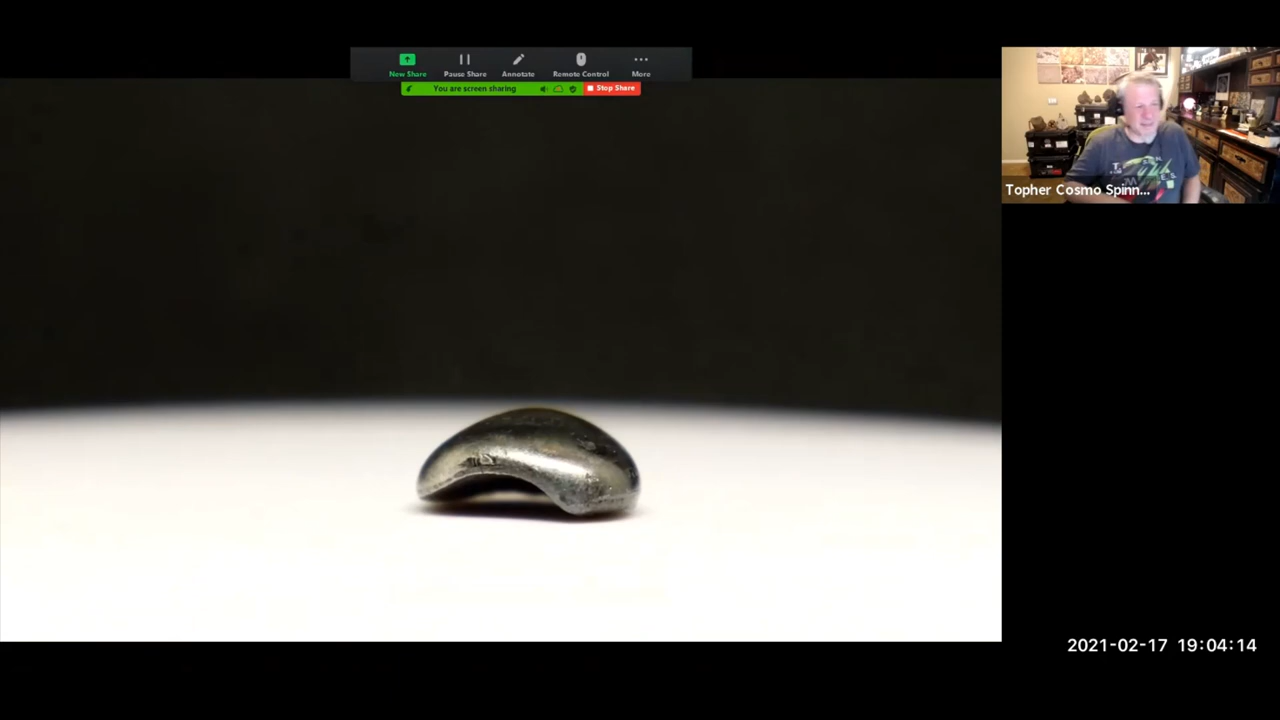 New Share
Pause Share
Annotate
Remote Control
More
You are screen sharing
Stop Share
Topher Cosmo Spinn...
2021-02-17 19:04:14